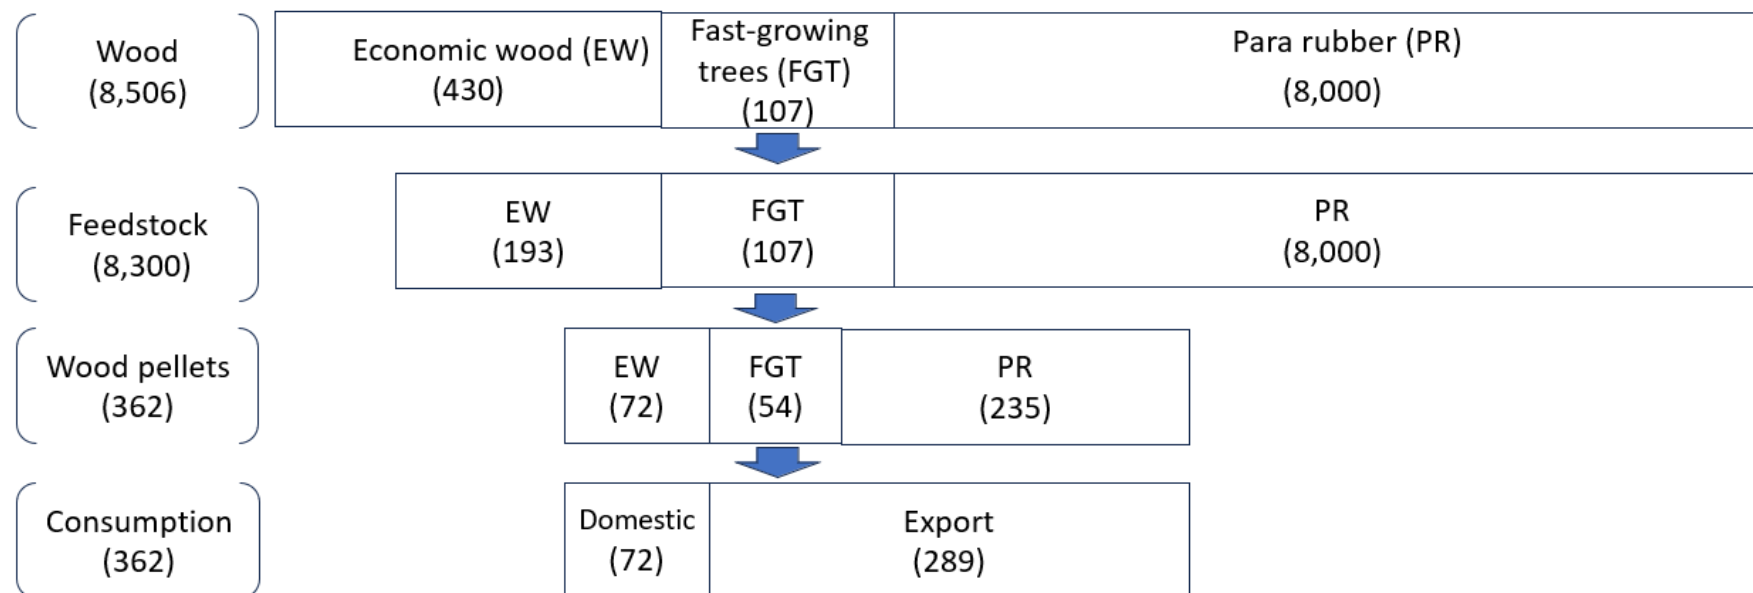 Wood
(8,506)
Economic wood (EW)
(430)
Fast-growing
trees (FGT)
(107)
Para rubber (PR)
(8,000)
Feedstock
(8,300)
EW
(193)
FGT
(107)
PR
(8,000)
Wood pellets
(362)
EW
(72)
FGT
(54)
PR
(235)
Consumption
(362)
Domestic
(72)
Export
(289)